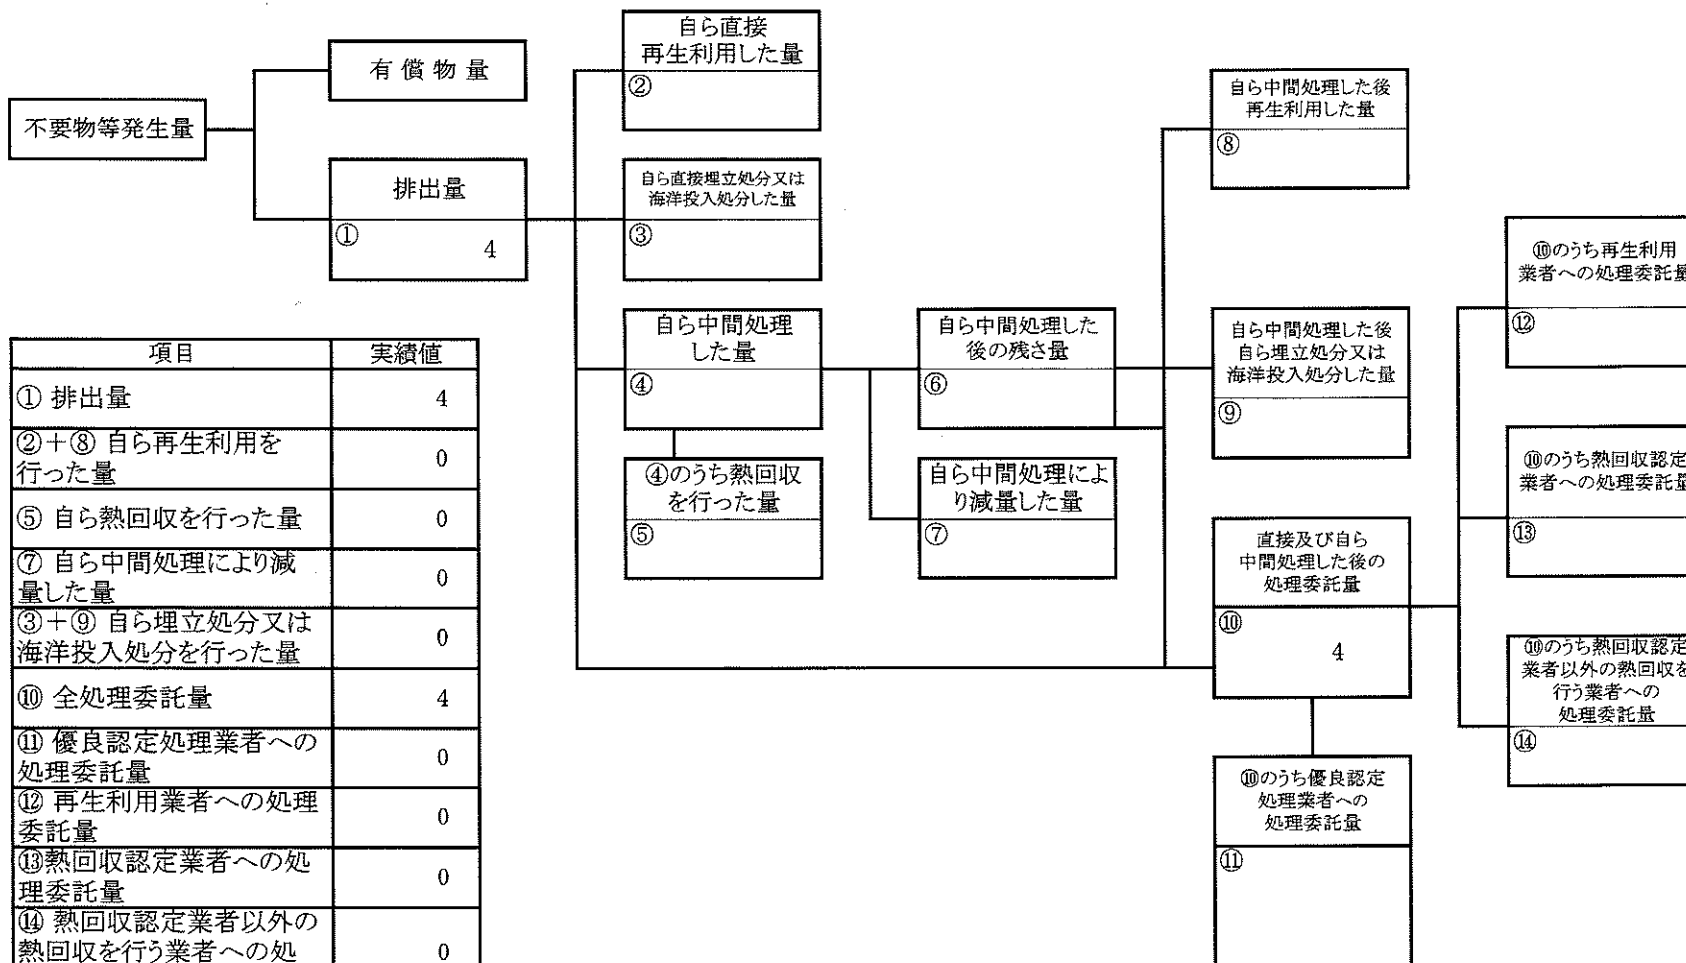 不要物等発生量
有償物量
排出量
①
4
自ら直接
再生利用した量
②
自ら直接埋立処分又は
海洋投入処分した量
③
自ら中間処理
した量
④
④のうち熱回収
を行った量
⑤
自ら中間処理した
後の残さ量
⑥
自ら中間処理によ
り減量した量
⑦
自ら中間処理した後
再生利用した量
⑧
自ら中間処理した後
自ら埋立処分又は
海洋投入処分した量
⑨
直接及び自ら
中間処理した後の
処理委託量
⑩
4
⑩のうち優良認定
処理業者への
処理委託量
⑪
⑩のうち再生利用
業者への処理委託量
⑫
⑩のうち熱回収認定
業者への処理委託量
⑬
⑩のうち熱回収認定
業者以外の熱回収を
行う業者への
処理委託量
⑭
項目 実績値
① 排出量 4
②＋⑧ 自ら再生利用を
行った量 0
⑤ 自ら熱回収を行った量 0
⑦ 自ら中間処理により減
量した量 0
③＋⑨ 自ら埋立処分又は
海洋投入処分を行った量 0
⑩ 全処理委託量 4
⑪ 優良認定処理業者への
処理委託量 0
⑫ 再生利用業者への処理
委託量 0
⑬熱回収認定業者への処
理委託量 0
⑭ 熱回収認定業者以外の
熱回収を行う業者への処 0